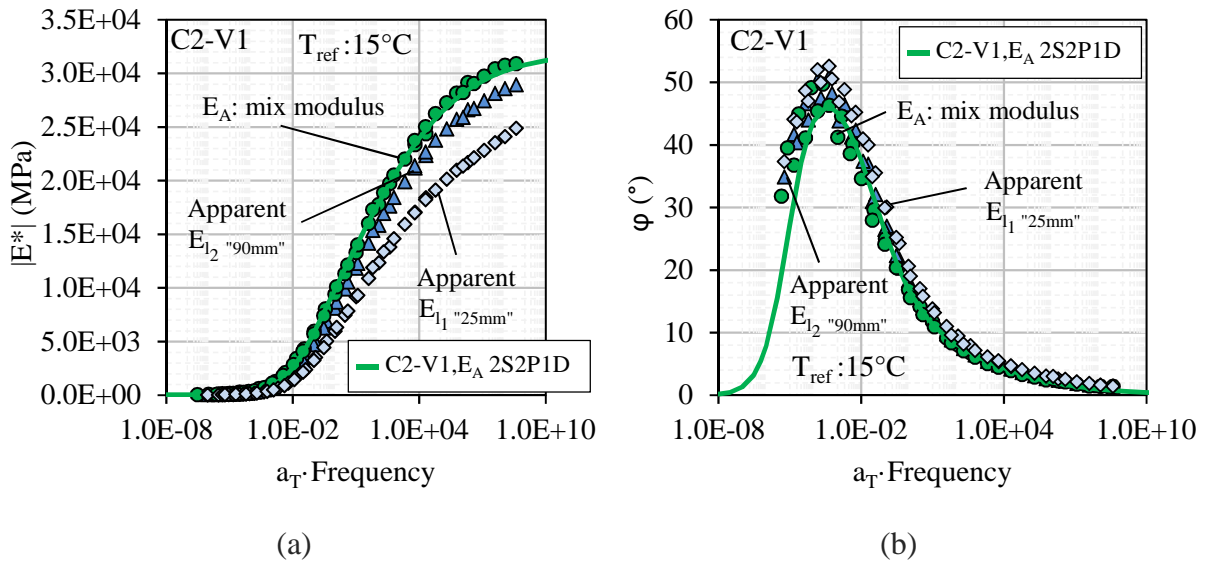 C2-V1
T_ref :15°C
E_A: mix modulus
Apparent
E_l_2 "90mm"
Apparent
E_l_1 "25mm"
C2-V1,E_A 2S2P1D
|E*| (MPa)
3.5E+04
3.0E+04
2.5E+04
2.0E+04
1.5E+04
1.0E+04
5.0E+03
0.0E+00
1.0E-08 1.0E-02 1.0E+04 1.0E+10
a_T·Frequency
(a)
C2-V1
C2-V1,E_A 2S2P1D
E_A: mix modulus
Apparent
E_l_1 "25mm"
Apparent
E_l_2 "90mm"
T_ref :15°C
φ (°)
60
50
40
30
20
10
0
1.0E-08 1.0E-02 1.0E+04 1.0E+10
a_T·Frequency
(b)